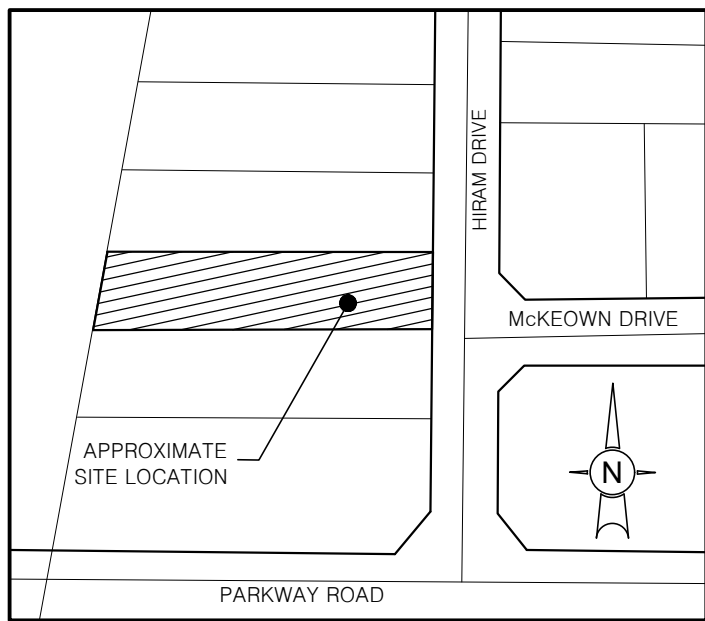 HIRAM DRIVE
McKEOWN DRIVE
APPROXIMATE
SITE LOCATION
N
PARKWAY ROAD